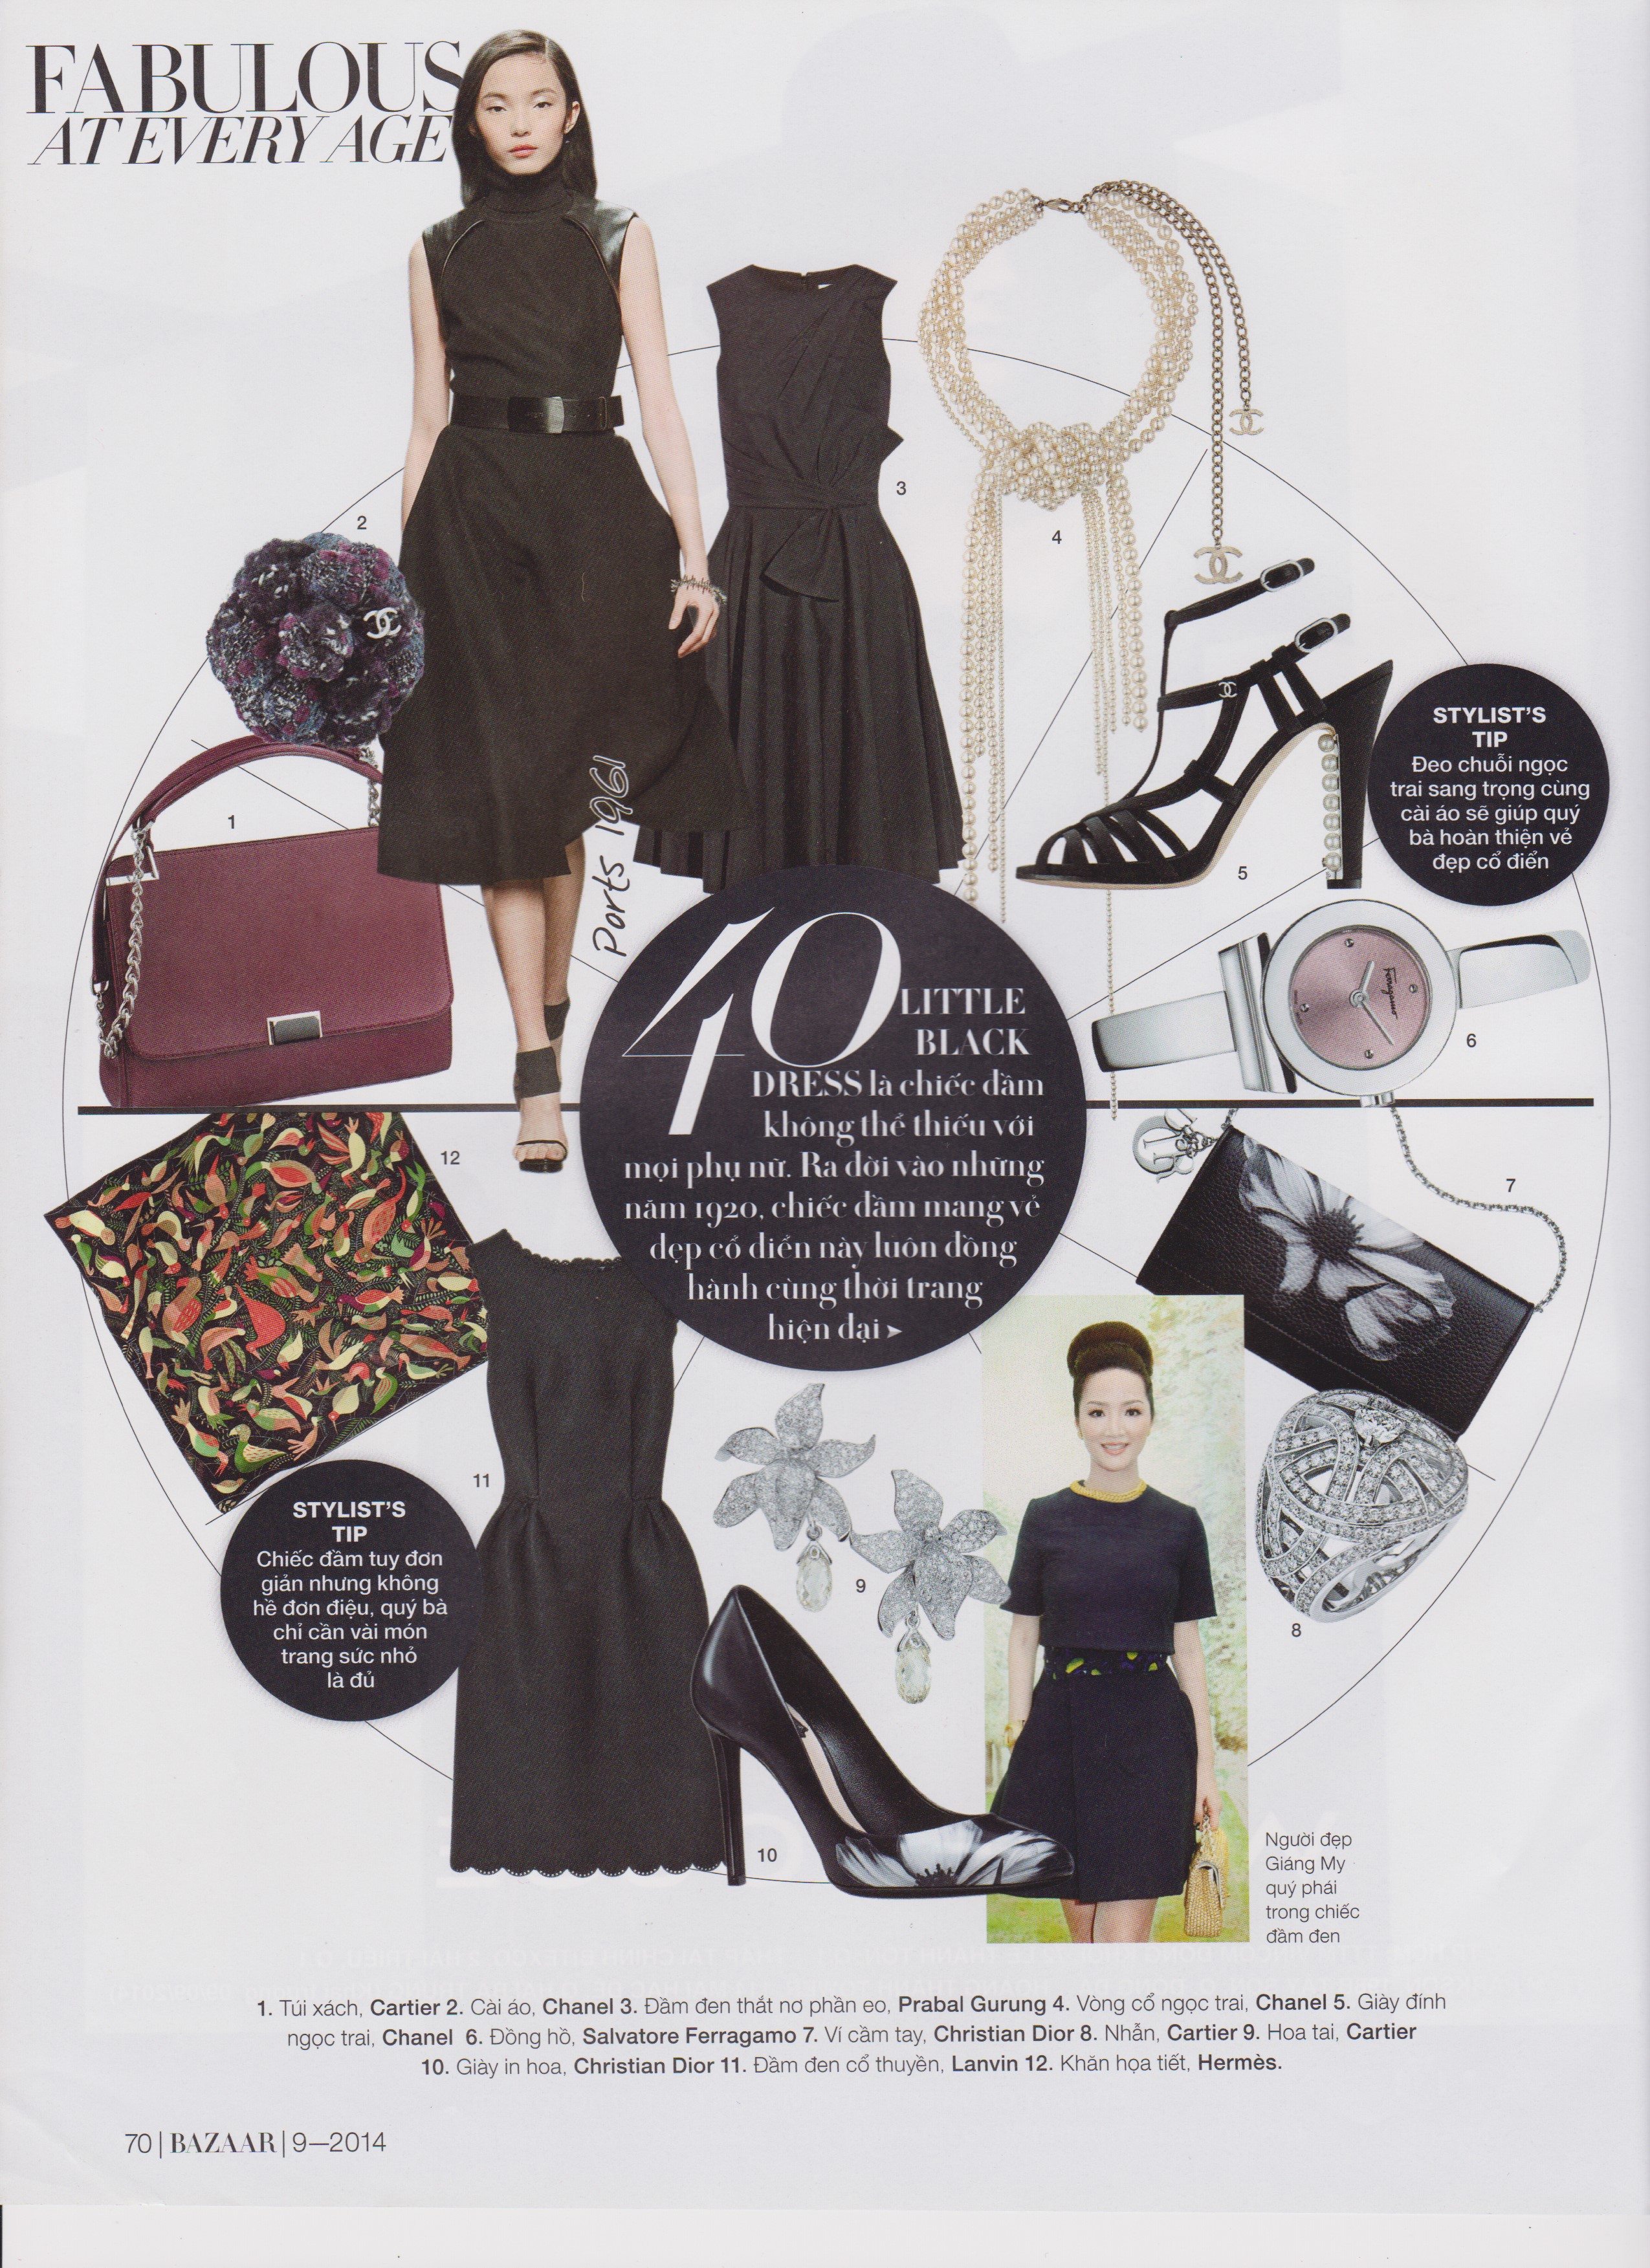 FABULOUS
AT EVERY AGE
2
3
4
1
5
STYLIST'S
TIP
Đeo chuỗi ngọc
trai sang trọng cùng
cài áo sẽ giúp quý
bà hoàn thiện vẻ
đẹp cổ điển
Ports 1961
Ferragamo
6
40 LITTLE
BLACK
DRESS là chiếc đầm
không thể thiếu với
mọi phụ nữ. Ra đời vào những
năm 1920, chiếc đầm mang vẻ
đẹp cổ điển này luôn đồng
hành cùng thời trang
hiện đại
12
7
11
9
8
10
STYLIST'S
TIP
Chiếc đầm tuy đơn
giản nhưng không
hề đơn điệu, quý bà
chỉ cần vài món
trang sức nhỏ
là đủ
Người đẹp
Giáng My
quý phái
trong chiếc
đầm đen
1. Túi xách, Cartier 2. Cài áo, Chanel 3. Đầm đen thắt nơ phần eo, Prabal Gurung 4. Vòng cổ ngọc trai, Chanel 5. Giày đính
ngọc trai, Chanel 6. Đồng hồ, Salvatore Ferragamo 7. Ví cầm tay, Christian Dior 8. Nhẫn, Cartier 9. Hoa tai, Cartier
10. Giày in hoa, Christian Dior 11. Đầm đen cổ thuyền, Lanvin 12. Khăn họa tiết, Hermès.
70 | BAZAAR | 9—2014